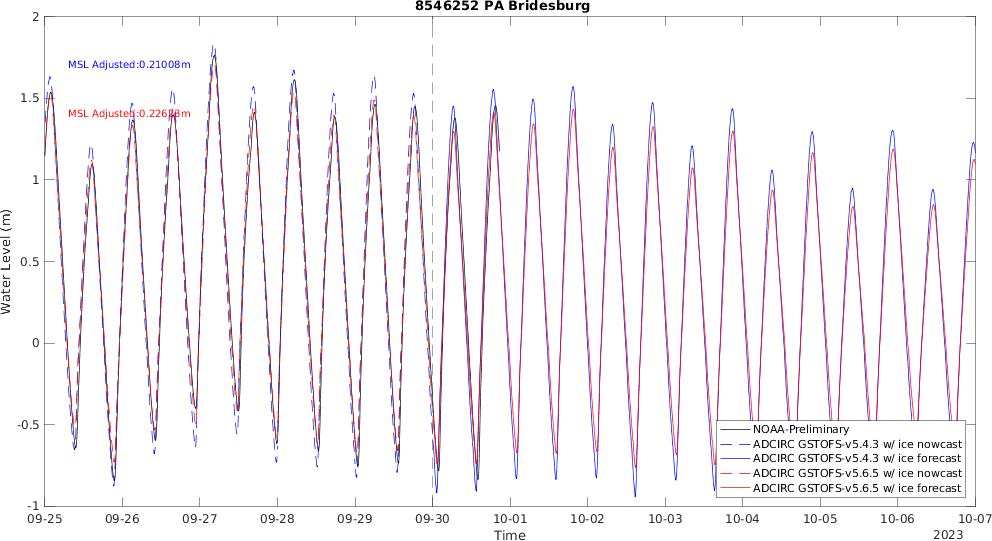 8546252 PA Bridesburg
2
1.5
1
0.5
0
-0.5
-1
Water Level (m)
MSL Adjusted:0.21008m
MSL Adjusted:
NOAA-Preliminary
ADCIRC GSTOFS-v5.4.3 w/ ice nowcast
ADCIRC GSTOFS-v5.4.3 w/ ice forecast
ADCIRC GSTOFS-v5.6.5 w/ ice nowcast
ADCIRC GSTOFS-v5.6.5 w/ ice forecast
09-25 09-26 09-27 09-28 09-29 09-30 10-01 10-02 10-03 10-04 10-05 10-06 10-07
Time
2023